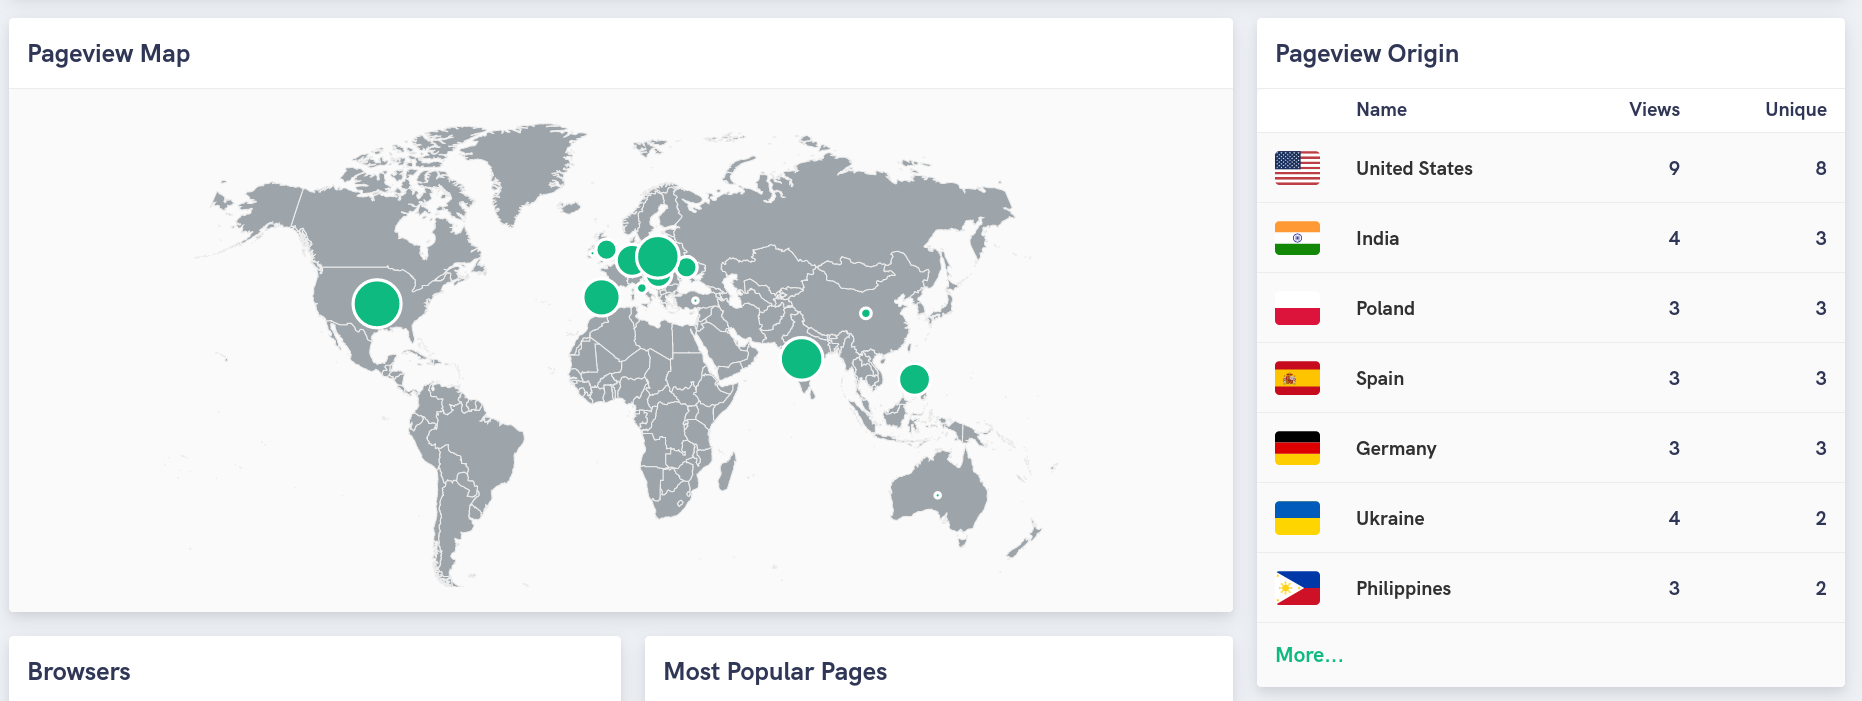 Pageview Map
Pageview Origin
Name Views Unique
United States 9 8
India 4 3
Poland 3 3
Spain 3 3
Germany 3 3
Ukraine 4 2
Philippines 3 2
More...
Browsers
Most Popular Pages